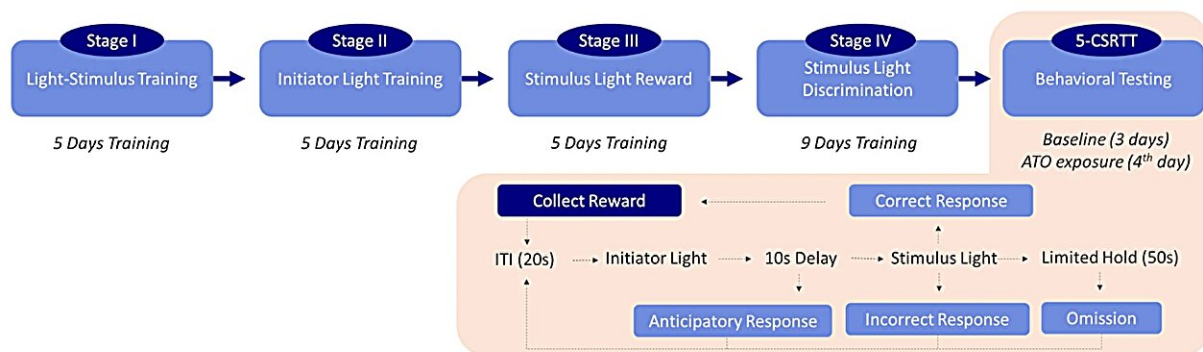 Stage I
Light-Stimulus Training
5 Days Training
Stage II
Initiator Light Training
5 Days Training
Stage III
Stimulus Light Reward
5 Days Training
Stage IV
Stimulus Light
Discrimination
9 Days Training
5-CSRTT
Behavioral Testing
Baseline (3 days)
ATO exposure (4th day)
Collect Reward
Correct Response
ITI (20s)
Initiator Light
10s Delay
Stimulus Light
Limited Hold (50s)
Anticipatory Response
Incorrect Response
Omission